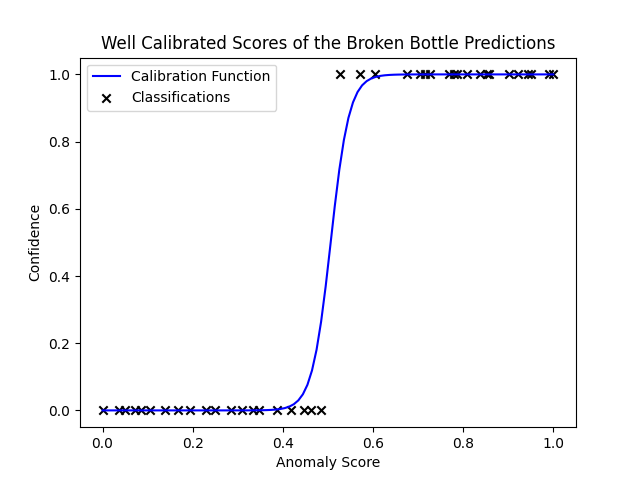 Well Calibrated Scores of the Broken Bottle Predictions
Calibration Function
Classifications
1.0
0.8
0.6
0.4
0.2
0.0
Confidence
0.0 0.2 0.4 0.6 0.8 1.0
Anomaly Score